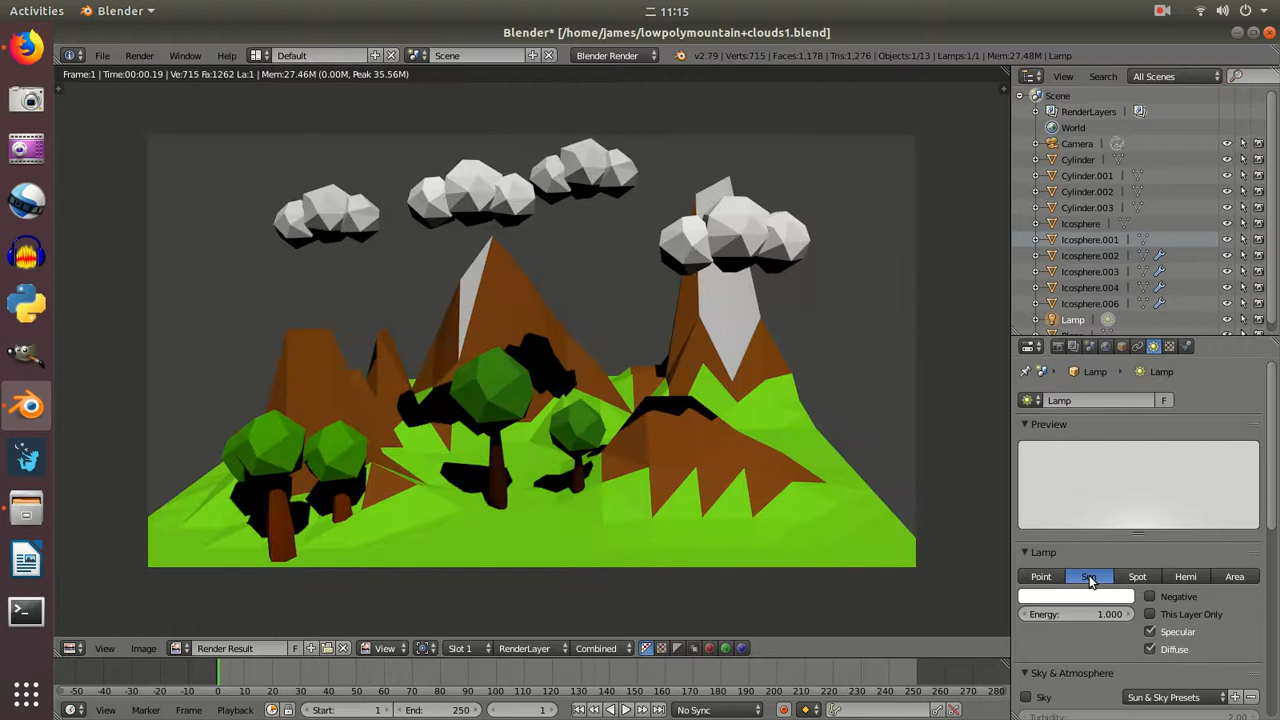 Activities Blender 11:15
Blender* [/home/james/lowpolymountain+clouds1.blend]
File Render Window Help Default Scene Blender Render v2.79 | Verts:715 | Faces:1,178 | Tris:1,276 | Objects:1/13 | Lamps:1/1 | Mem:27.48M | Lamp
Frame:1 | Time:00:00.19 | Ve:715 Fa:1262 La:1 | Mem:27.46M (0.00M, Peak 35.56M)
View Search All Scenes
Scene
RenderLayers
World
Camera
Cylinder
Cylinder.001
Cylinder.002
Cylinder.003
Icosphere
Icosphere.001
Icosphere.002
Icosphere.003
Icosphere.004
Icosphere.006
Lamp
Lamp Lamp
Lamp F
Preview
Lamp
Point Sun Spot Hemi Area
Negative
Energy: 1.000 This Layer Only
Specular
Diffuse
Sky & Atmosphere
Sky Sun & Sky Presets
Turbidity: 2.00
View Image Render Result F View Slot 1 RenderLayer Combined
-50 -40 -30 -20 -10 0 10 20 30 40 50 60 70 80 90 100 110 120 130 140 150 160 170 180 190 200 210 220 230 240 250 260 270 280
View Marker Frame Playback Start: 1 End: 250 1 No Sync